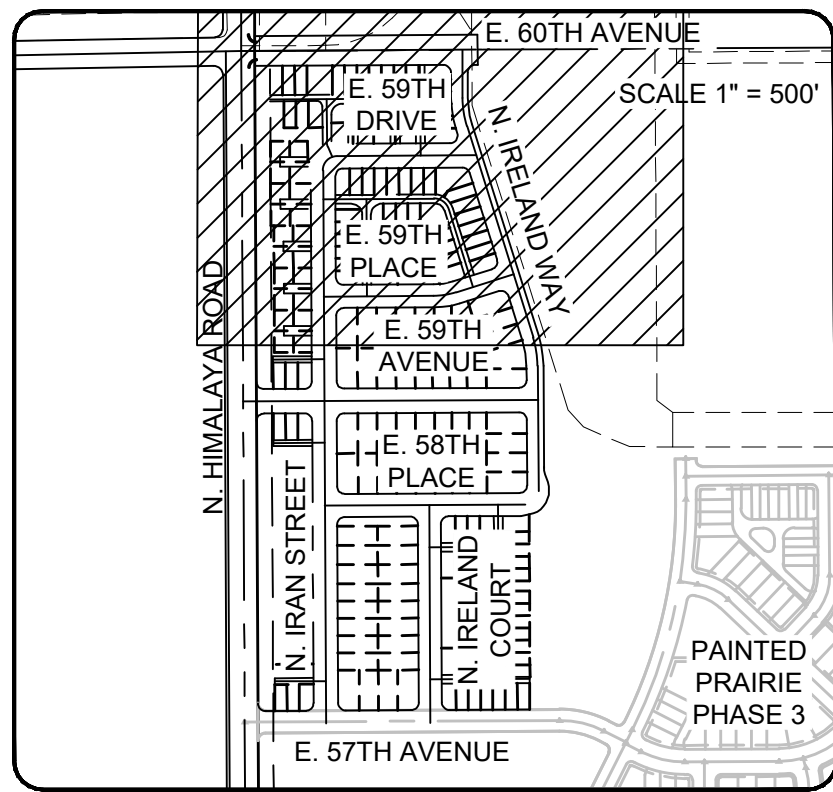 E. 60TH AVENUE
E. 59TH
DRIVE
SCALE 1" = 500'
N. IRELAND WAY
E. 59TH
PLACE
N. HIMALAYA ROAD
E. 59TH
AVENUE
E. 58TH
PLACE
N. IRAN STREET
N. IRELAND
COURT
PAINTED
PRAIRIE
PHASE 3
E. 57TH AVENUE